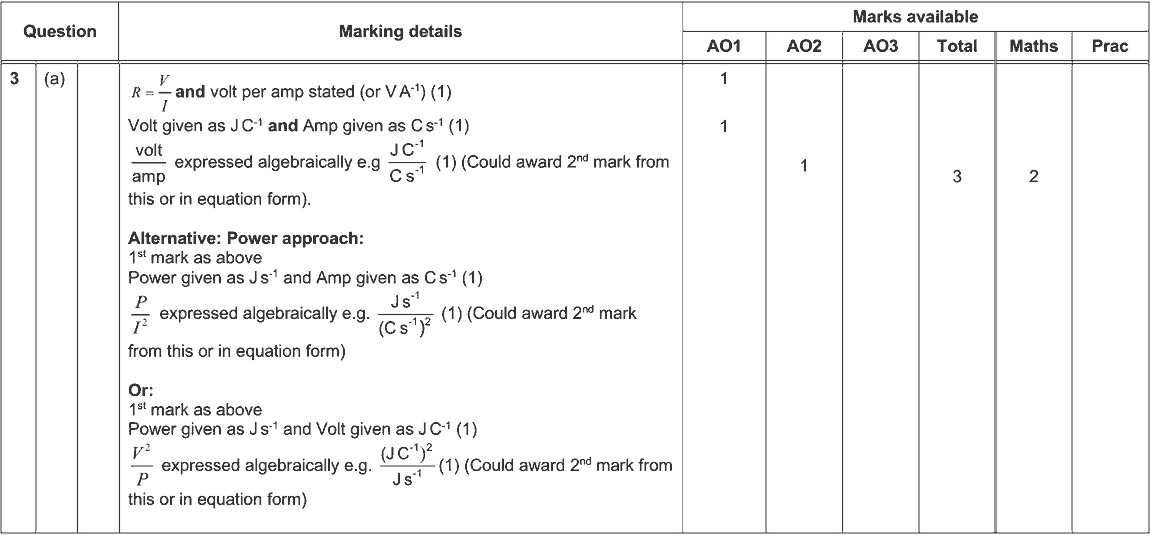 Question Marking details Marks available
AO1 AO2 AO3 Total Maths Prac
3 (a) R = V/I and volt per amp stated (or V A⁻¹) (1) 1
Volt given as J C⁻¹ and Amp given as C s⁻¹ (1) 1
volt/amp expressed algebraically e.g J C⁻¹/C s⁻¹ (1) (Could award 2nd mark from 1 3 2
this or in equation form).
Alternative: Power approach:
1st mark as above
Power given as J s⁻¹ and Amp given as C s⁻¹ (1)
P/I² expressed algebraically e.g. J s⁻¹/(C s⁻¹)² (1) (Could award 2nd mark
from this or in equation form)
Or:
1st mark as above
Power given as J s⁻¹ and Volt given as J C⁻¹ (1)
V²/P expressed algebraically e.g. (J C⁻¹)²/J s⁻¹ (1) (Could award 2nd mark from
this or in equation form)